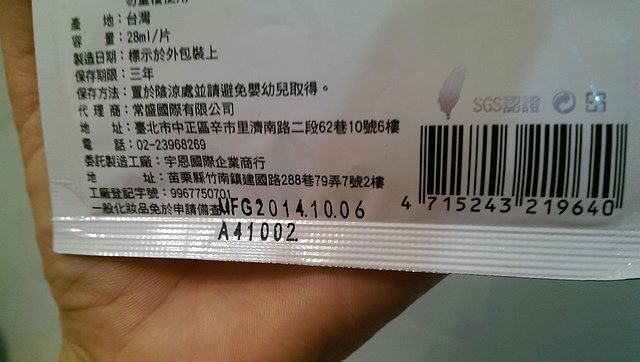 勿重複使用
產　地：台灣
容　量：28ml/片
製造日期：標示於外包裝上
保存期限：三年
保存方法：置於陰涼處並請避免嬰幼兒取得。
代 理 商：常盛國際有限公司
地　址：臺北市中正區幸市里濟南路二段62巷10號6樓
電　話：02-23968269
委託製造工廠：宇恩國際企業商行
地　址：苗栗縣竹南鎮建國路288巷79弄7號2樓
工廠登記字號：9967750701
一般化妝品免於申請備查
MFG2014.10.06
A41002
SGS認證
4 715243 219640